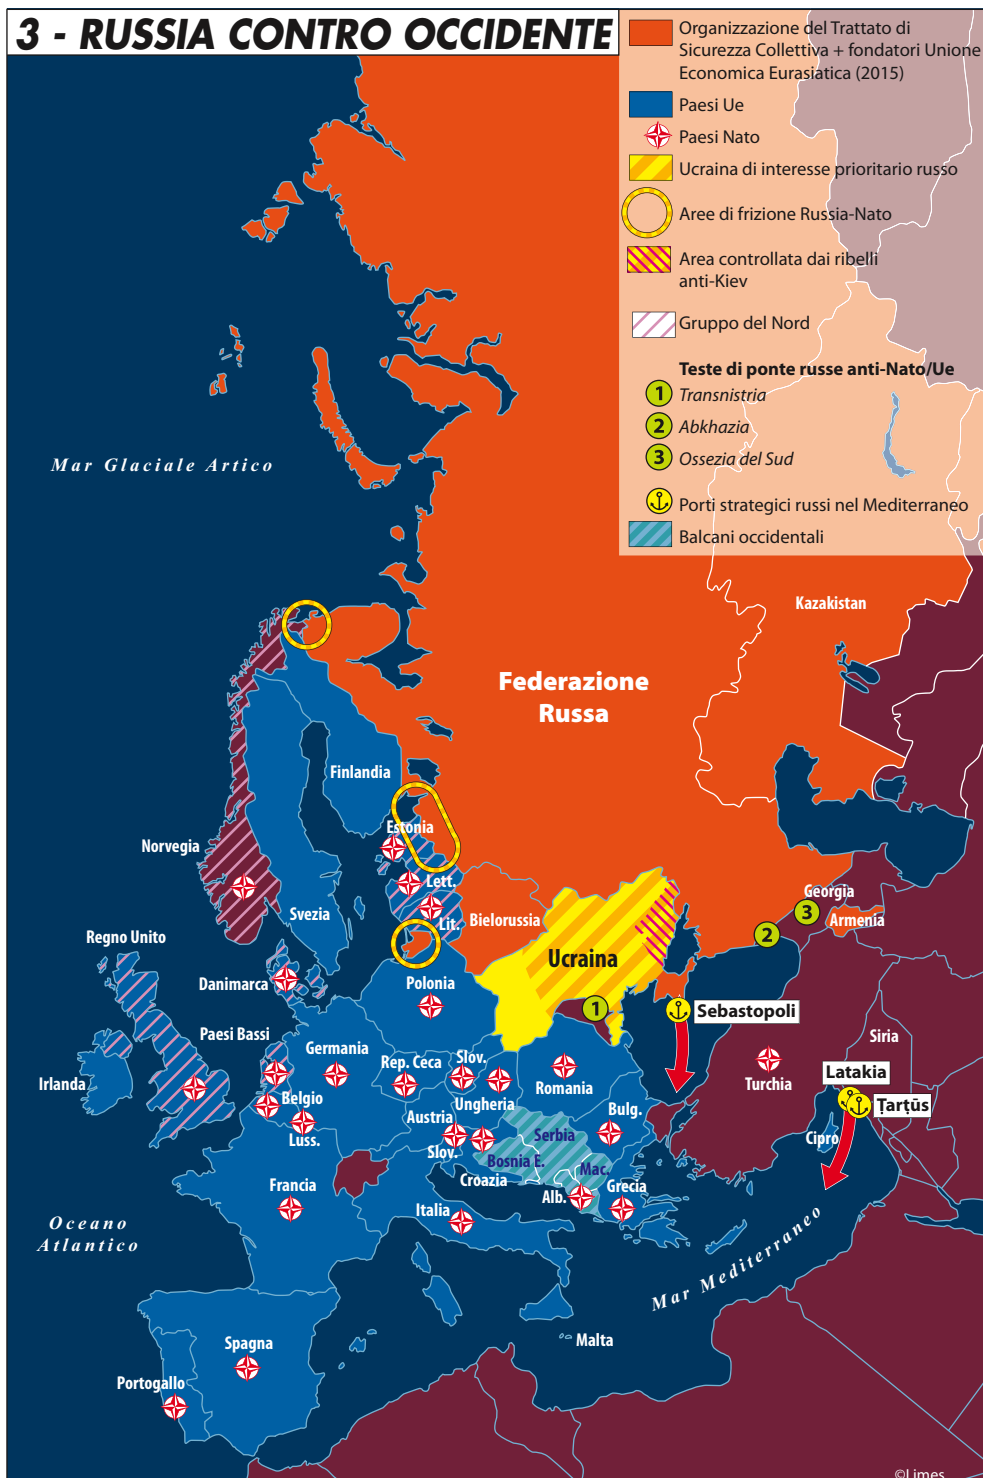 3 - RUSSIA CONTRO OCCIDENTE
Organizzazione del Trattato di
Sicurezza Collettiva + fondatori Unione
Economica Eurasiatica (2015)
Paesi Ue
Paesi Nato
Ucraina di interesse prioritario russo
Aree di frizione Russia-Nato
Area controllata dai ribelli
anti-Kiev
Gruppo del Nord
Teste di ponte russe anti-Nato/Ue
1 Transnistria
2 Abkhazia
3 Ossezia del Sud
Porti strategici russi nel Mediterraneo
Balcani occidentali
Mar Glaciale Artico
Kazakistan
Federazione
Russa
Finlandia
Estonia
Norvegia
Lett.
Georgia
3
Svezia
Lit.
Bielorussia
Armenia
Regno Unito
2
Ucraina
Danimarca
Polonia
1
Sebastopoli
Paesi Bassi
Germania
Rep. Ceca
Slov.
Siria
Irlanda
Belgio
Romania
Turchia
Latakia
Ungheria
Ţarţūs
Austria
Bulg.
Luss.
Slov.
Serbia
Cipro
Bosnia E.
Mac.
Croazia
Francia
Alb.
Grecia
Italia
Oceano
Atlantico
Mar Mediterraneo
Malta
Spagna
Portogallo
©Limes